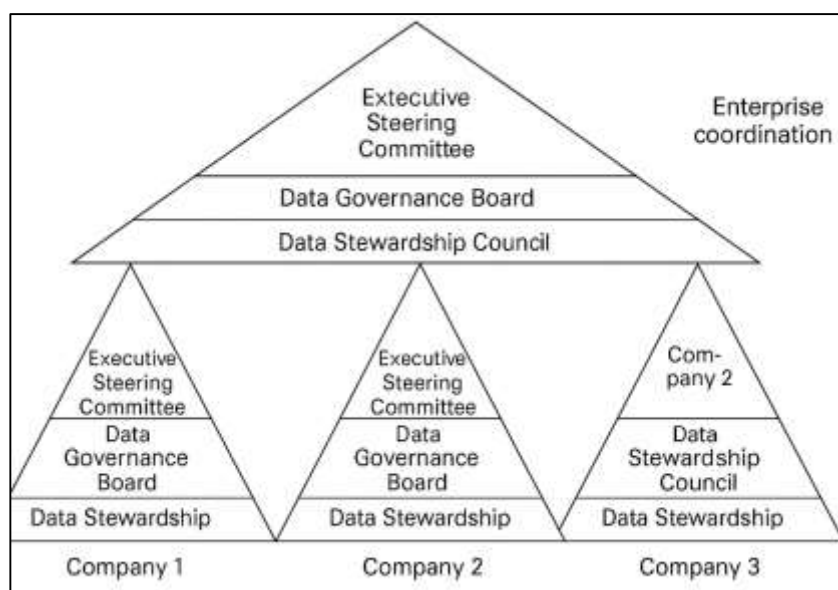 Extecutive
Steering
Committee
Enterprise
coordination
Data Governance Board
Data Stewardship Council
Executive
Steering
Committee
Data
Governance
Board
Data Stewardship
Company 1
Executive
Steering
Committee
Data
Governance
Board
Data Stewardship
Company 2
Com-
pany 2
Data
Stewardship
Council
Data Stewardship
Company 3